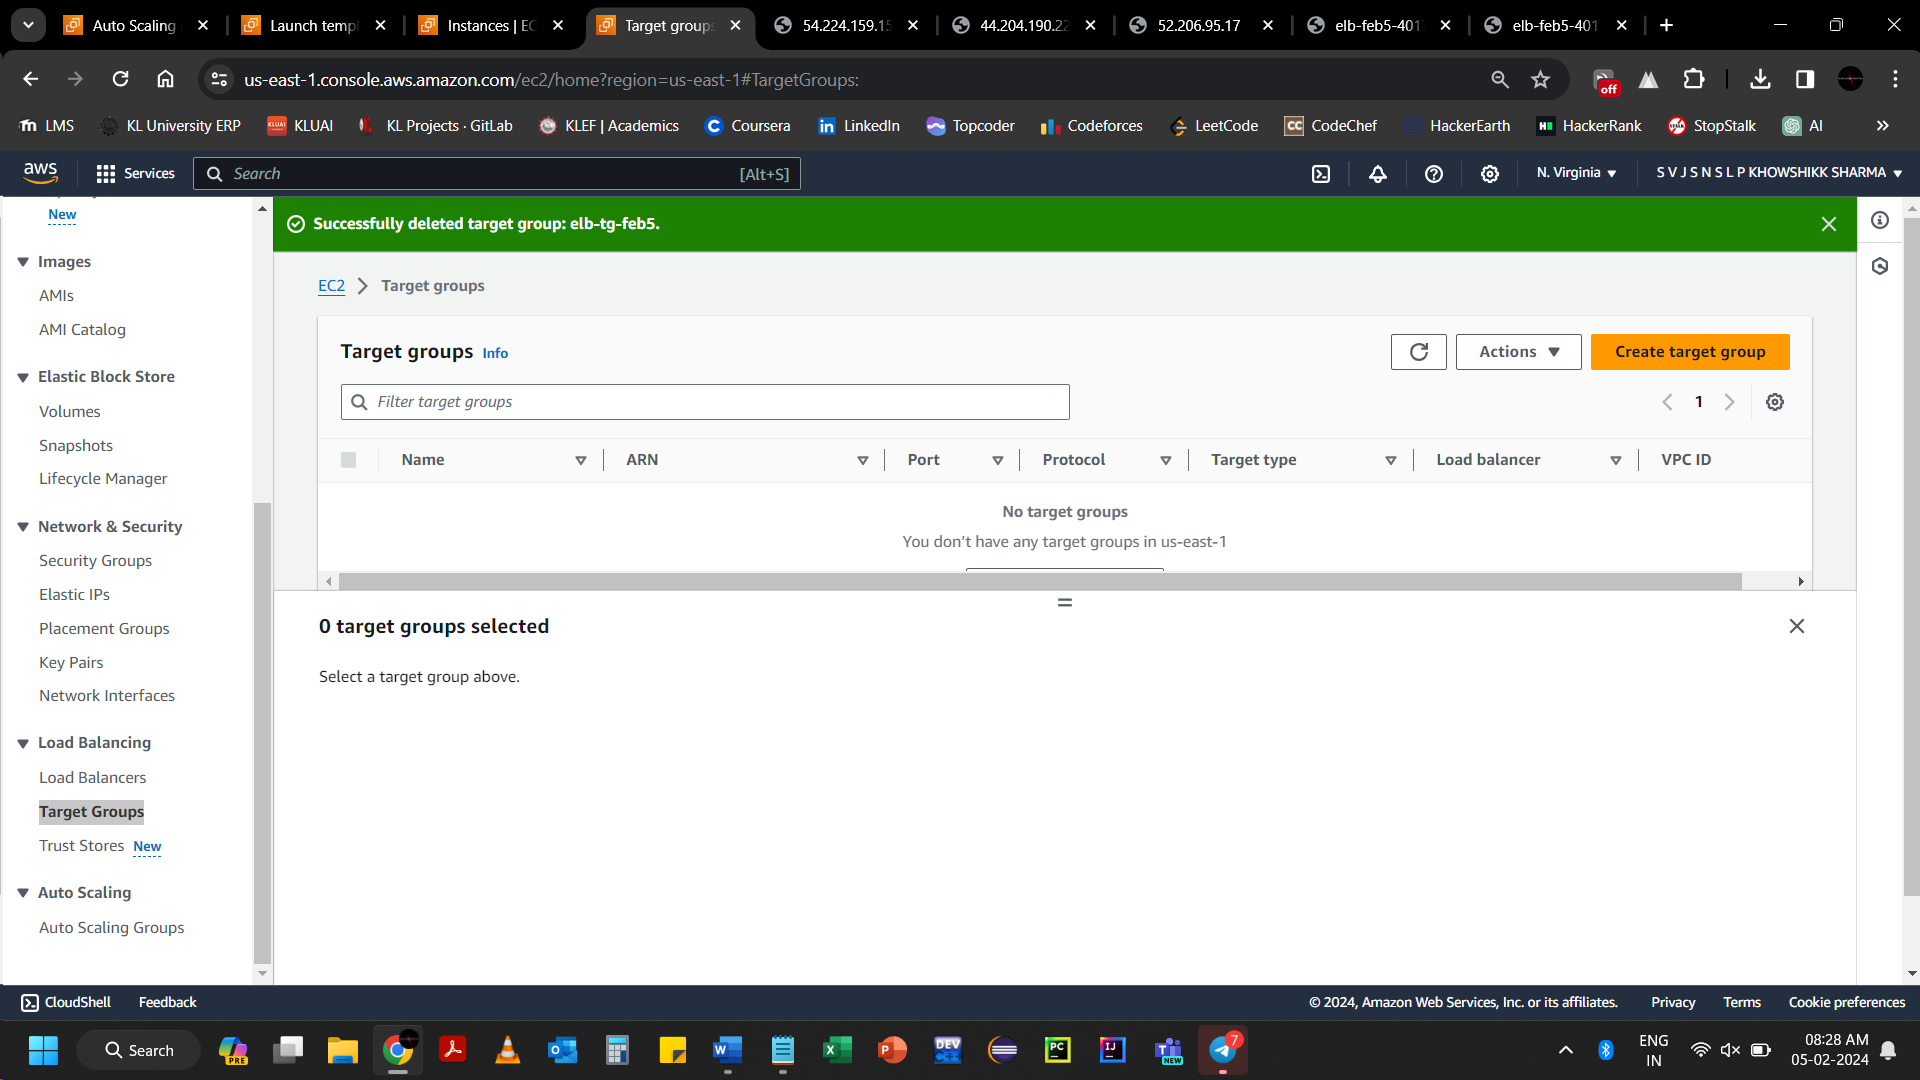 Auto Scaling
Launch templ
Instances | EC
Target groups
54.224.159.15
44.204.190.22
52.206.95.17
elb-feb5-401
elb-feb5-401
us-east-1.console.aws.amazon.com/ec2/home?region=us-east-1#TargetGroups:
off
LMS
KL University ERP
KLUAI
KL Projects · GitLab
KLEF | Academics
Coursera
LinkedIn
Topcoder
Codeforces
LeetCode
CodeChef
HackerEarth
HackerRank
StopStalk
AI
aws
Services
Search
[Alt+S]
N. Virginia
S V J S N S L P KHOWSHIKK SHARMA
New
Images
AMIs
AMI Catalog
Elastic Block Store
Volumes
Snapshots
Lifecycle Manager
Network & Security
Security Groups
Elastic IPs
Placement Groups
Key Pairs
Network Interfaces
Load Balancing
Load Balancers
Target Groups
Trust Stores New
Auto Scaling
Auto Scaling Groups
Successfully deleted target group: elb-tg-feb5.
EC2 > Target groups
Target groups Info
Actions
Create target group
Filter target groups
1
Name
ARN
Port
Protocol
Target type
Load balancer
VPC ID
No target groups
You don't have any target groups in us-east-1
0 target groups selected
Select a target group above.
CloudShell
Feedback
© 2024, Amazon Web Services, Inc. or its affiliates.
Privacy
Terms
Cookie preferences
Search
PRE
DEV
PC
IJ
NEW
7
ENG
IN
08:28 AM
05-02-2024